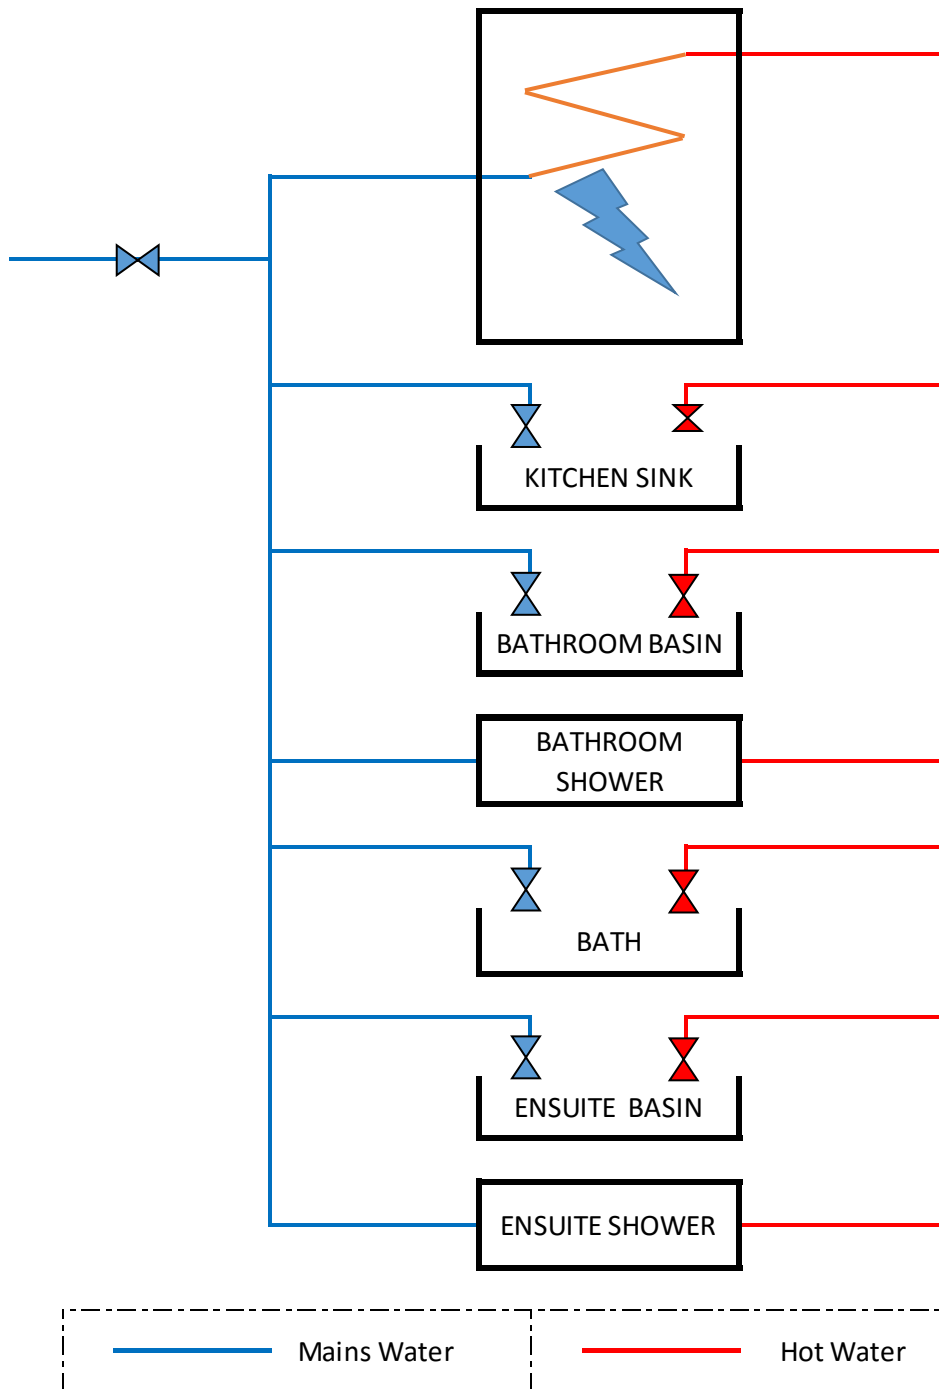 KITCHEN SINK
BATHROOM BASIN
BATHROOM
SHOWER
BATH
ENSUITE BASIN
ENSUITE SHOWER
Mains Water
Hot Water